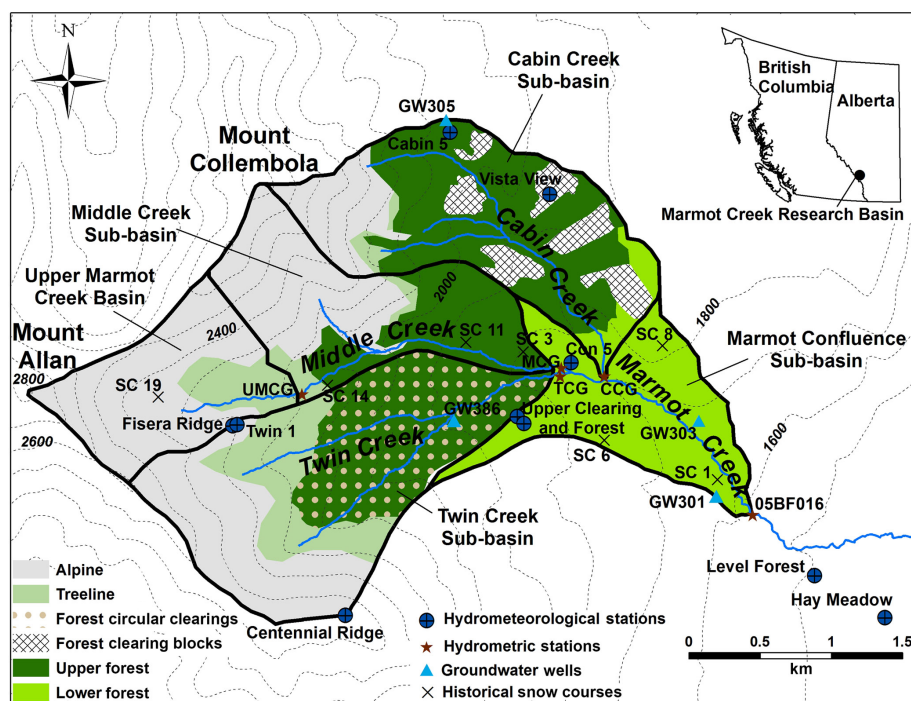 N
Cabin Creek
Sub-basin
British
Columbia
Alberta
Marmot Creek Research Basin
GW305
Cabin 5
Mount
Collembola
Vista View
Middle Creek
Sub-basin
Cabin Creek
Upper Marmot
Creek Basin
2000
2400
1800
Mount
Allan
Middle Creek
SC 11
SC 3
SC 8
Marmot Confluence
Sub-basin
2800
SC 19
UMCG
SC 14
MCG
Con 5
TCG
CCG
Marmot Creek
2600
Fisera Ridge
Twin 1
GW386
Upper Clearing
and Forest
GW303
1600
Twin Creek
SC 6
SC 1
GW301
05BF016
Twin Creek
Sub-basin
Level Forest
Hay Meadow
Centennial Ridge
Alpine
Treeline
Forest circular clearings
Forest clearing blocks
Upper forest
Lower forest
Hydrometeorological stations
Hydrometric stations
Groundwater wells
Historical snow courses
0 0.5 1 1.5
km